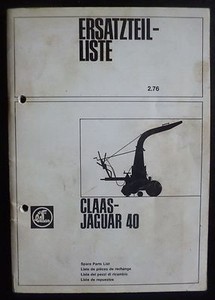 ERSATZTEIL-
LISTE
2.76
CLAAS-
JAGUAR 40
Spare Parts List
Liste de pièces de rechange
Lista dei pezzi di ricambio
Lista de repuestos